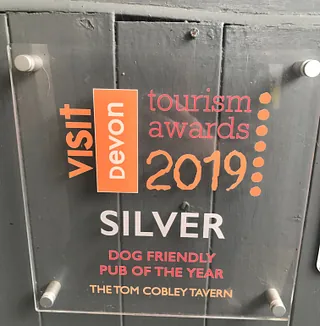 VISIT
DEVON
tourism
awards
2019
SILVER
DOG FRIENDLY
PUB OF THE YEAR
THE TOM COBLEY TAVERN